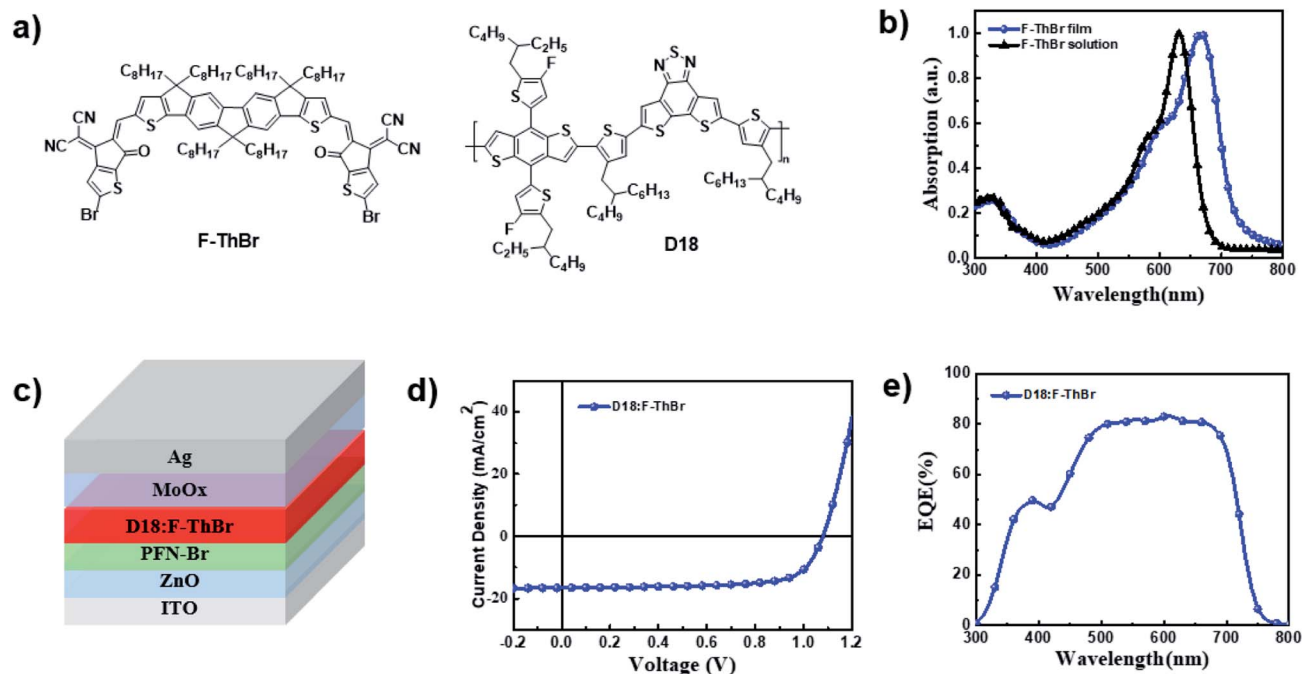 a)
C4H9
C2H5
F
S
N S N
C8H17 C8H17 C8H17 C8H17
CN
NC
S
O
C8H17 C8H17
S
Br
F-ThBr
CN
CN
S
O
S
Br
S
S
S
S
S
S
S
n
C6H13
C4H9
C6H13
C4H9
F
S
C2H5
C4H9
D18
b)
F-ThBr film
F-ThBr solution
Absorption (a.u.)
1.0
0.8
0.6
0.4
0.2
0.0
300 400 500 600 700 800
Wavelength(nm)
c)
Ag
MoOx
D18:F-ThBr
PFN-Br
ZnO
ITO
d)
D18:F-ThBr
Current Density (mA/cm2)
40
20
0
-20
-0.2 0.0 0.2 0.4 0.6 0.8 1.0 1.2
Voltage (V)
e)
D18:F-ThBr
EQE(%)
100
80
60
40
20
0
300 400 500 600 700 800
Wavelength(nm)